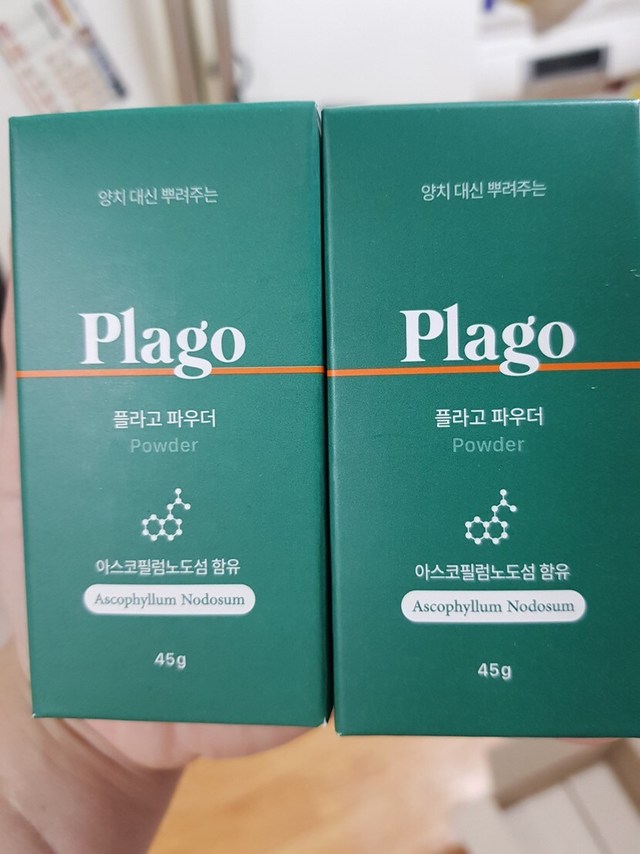 양치 대신 뿌려주는
Plago
플라고 파우더
Powder
아스코필럼노도섬 함유
Ascophyllum Nodosum
45g
양치 대신 뿌려주는
Plago
플라고 파우더
Powder
아스코필럼노도섬 함유
Ascophyllum Nodosum
45g